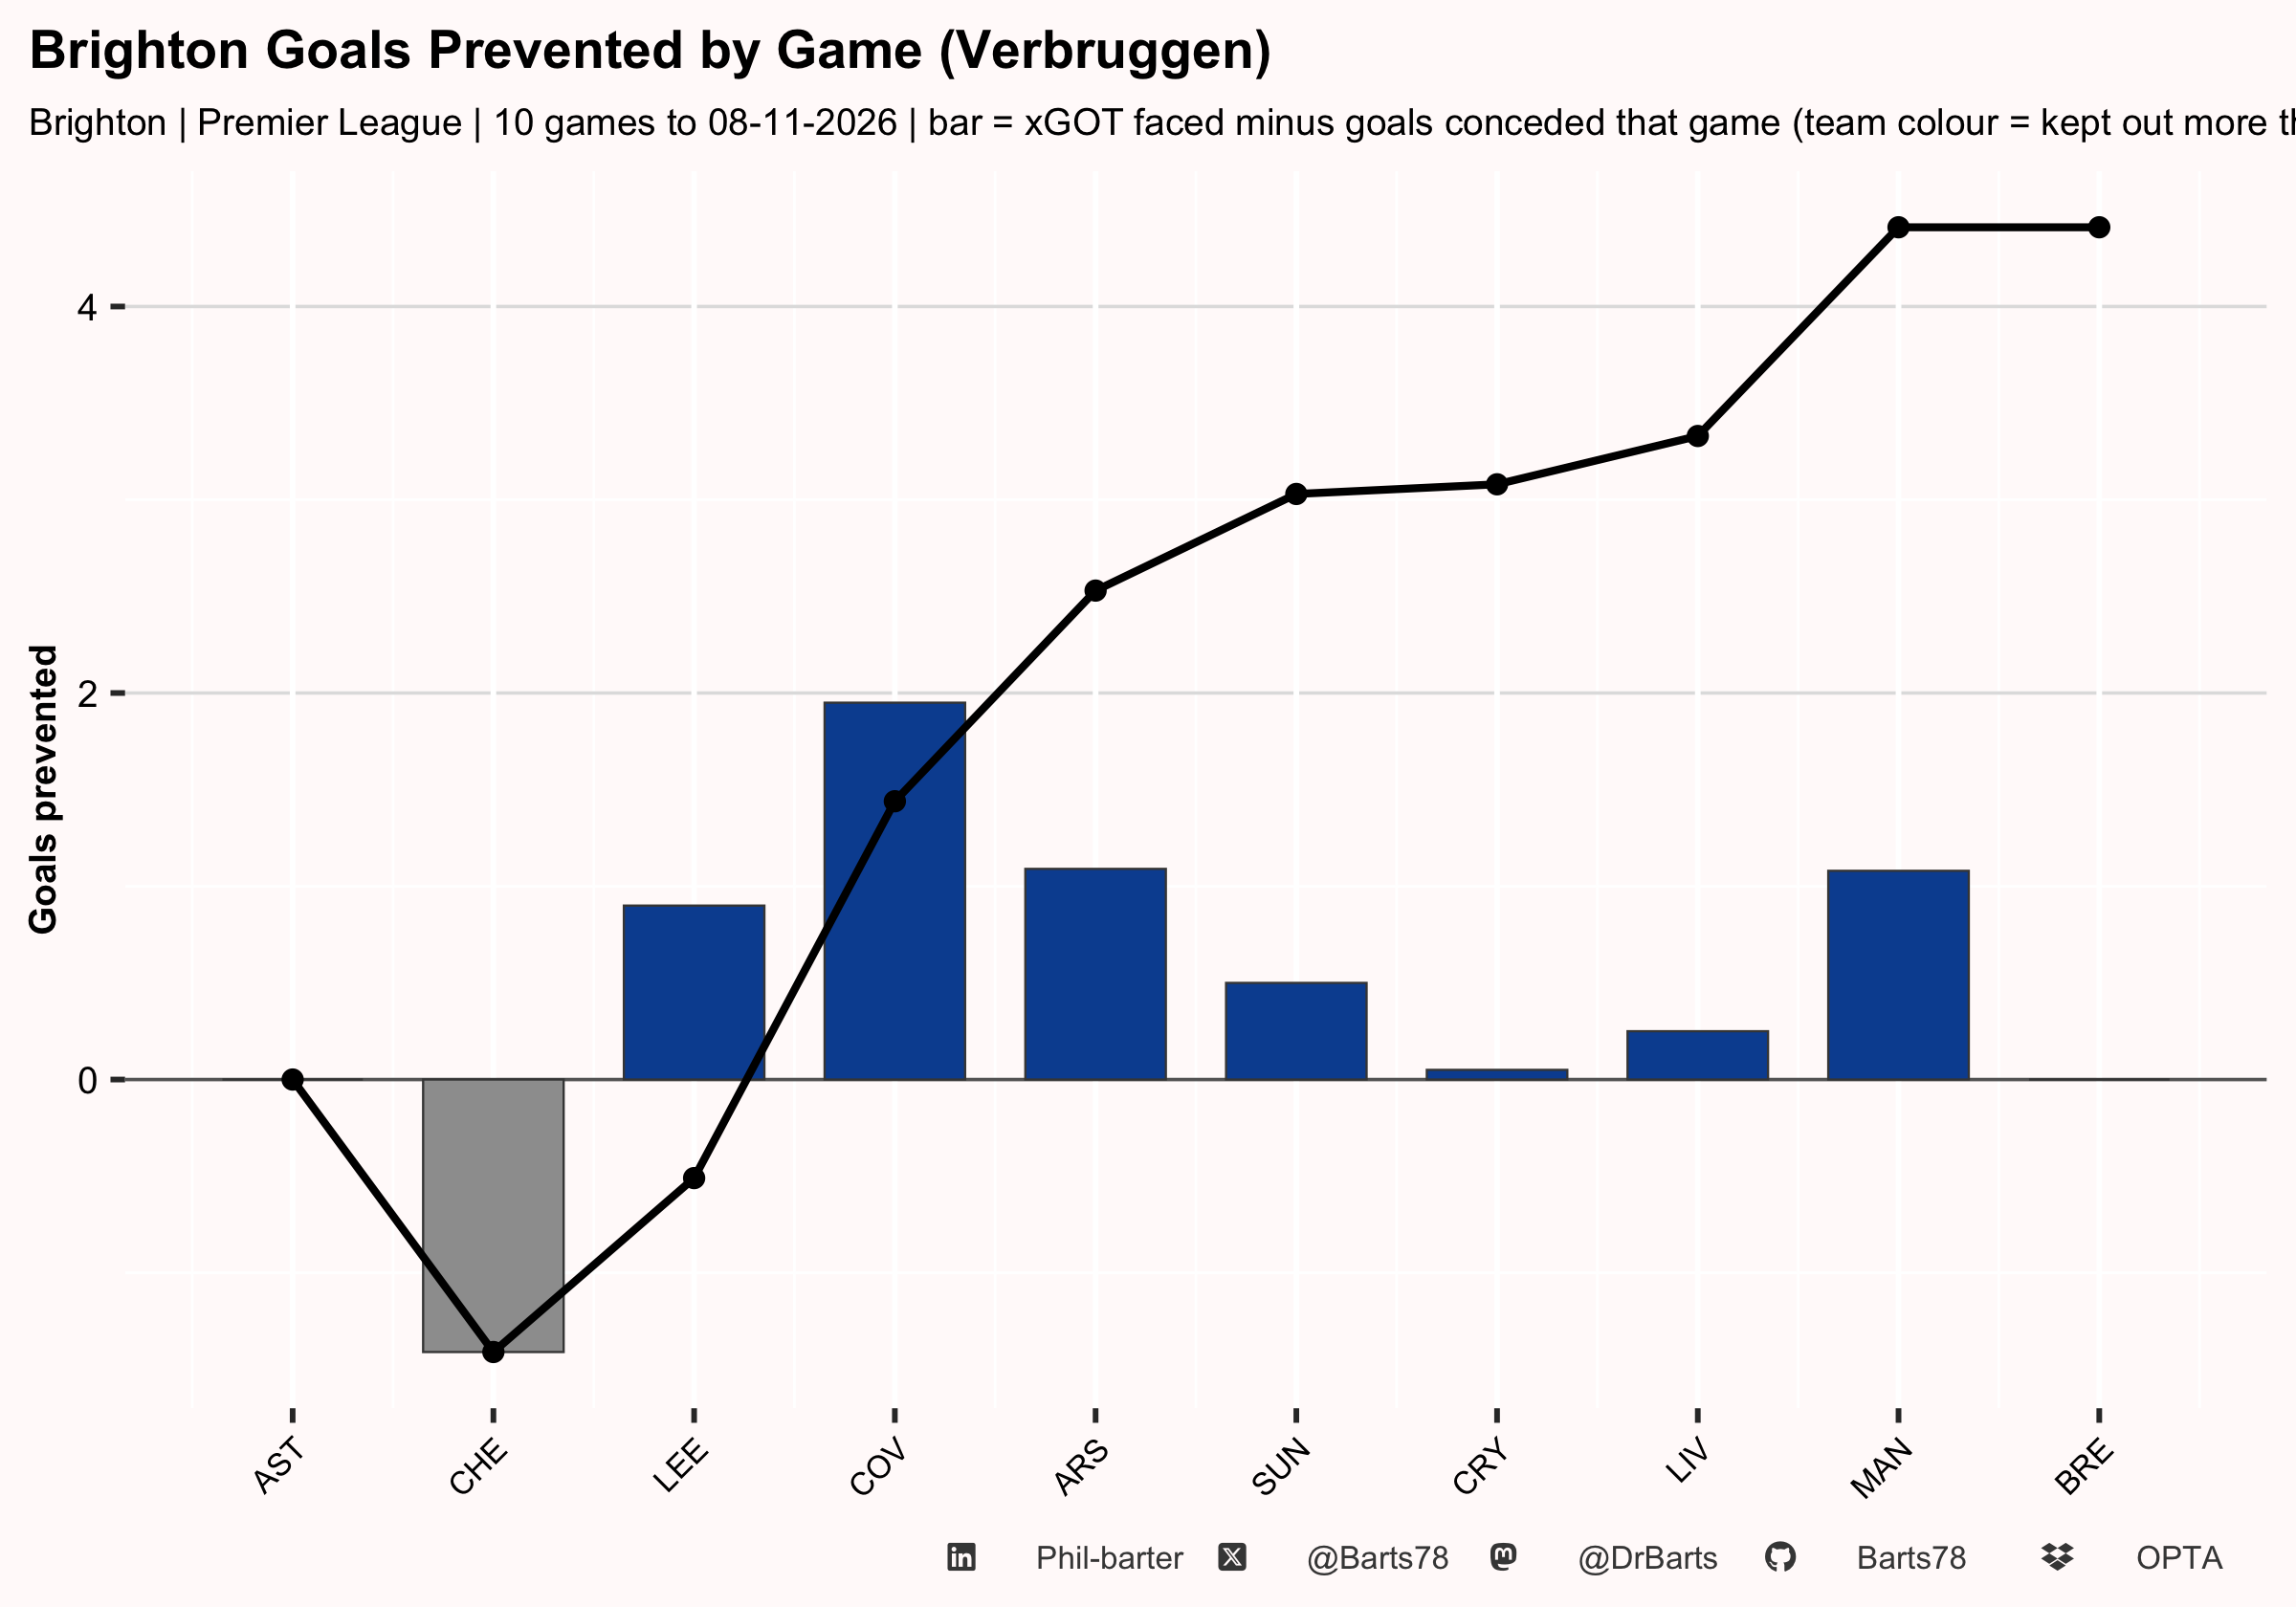 Brighton Goals Prevented by Game (Verbruggen)
Brighton | Premier League | 10 games to 08-11-2026 | bar = xGOT faced minus goals conceded that game (team colour = kept out more
4
2
0
Goals prevented
AST
CHE
LEE
COV
ARS
SUN
CRY
LIV
MAN
BRE
Phil-barter @Barts78 @DrBarts Barts78 OPTA